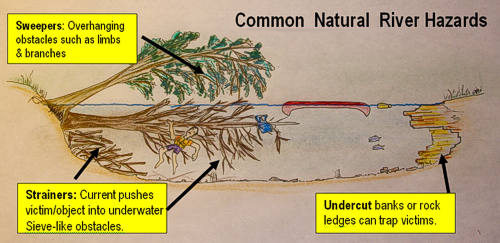 Common Natural River Hazards
Sweepers: Overhanging
obstacles such as limbs
& branches
Strainers: Current pushes
victim/object into underwater
Sieve-like obstacles.
Undercut banks or rock
ledges can trap victims.